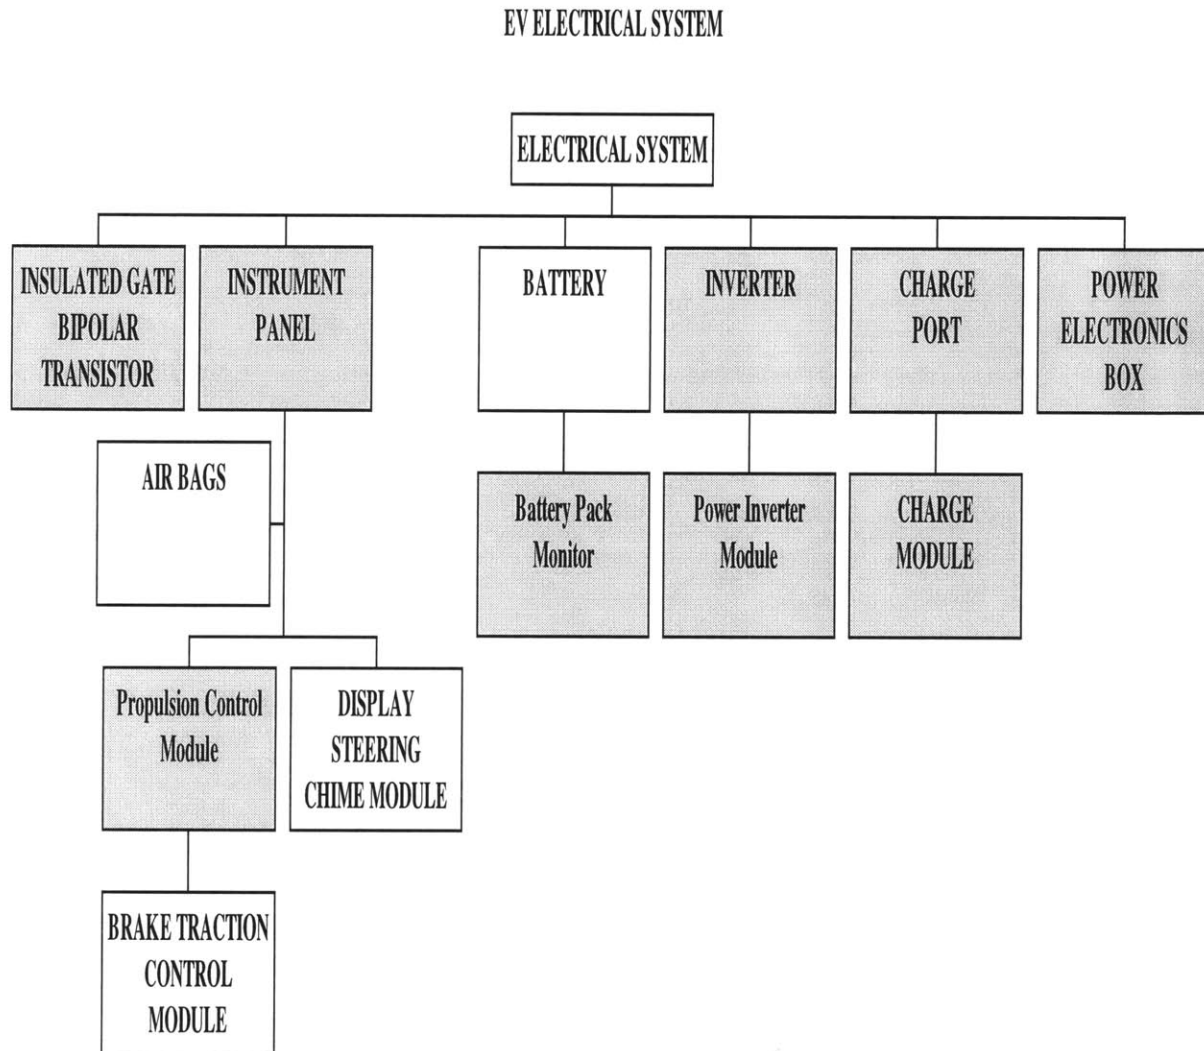 EV ELECTRICAL SYSTEM
ELECTRICAL SYSTEM
INSULATED GATE
BIPOLAR
TRANSISTOR
INSTRUMENT
PANEL
BATTERY
INVERTER
CHARGE
PORT
POWER
ELECTRONICS
BOX
AIR BAGS
Battery Pack
Monitor
Power Inverter
Module
CHARGE
MODULE
Propulsion Control
Module
DISPLAY
STEERING
CHIME MODULE
BRAKE TRACTION
CONTROL
MODULE